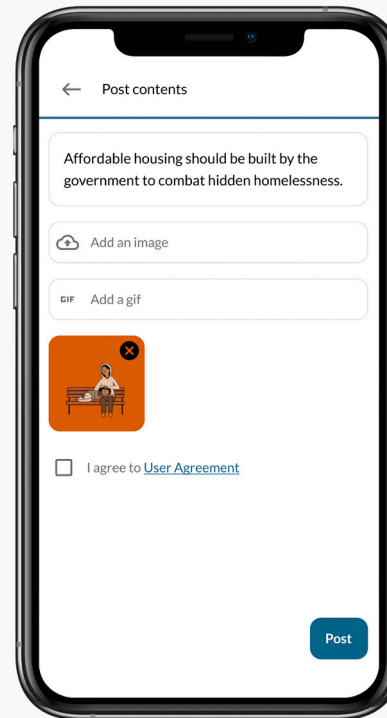 Post contents
Affordable housing should be built by the
government to combat hidden homelessness.
Add an image
GIF Add a gif
I agree to User Agreement
Post